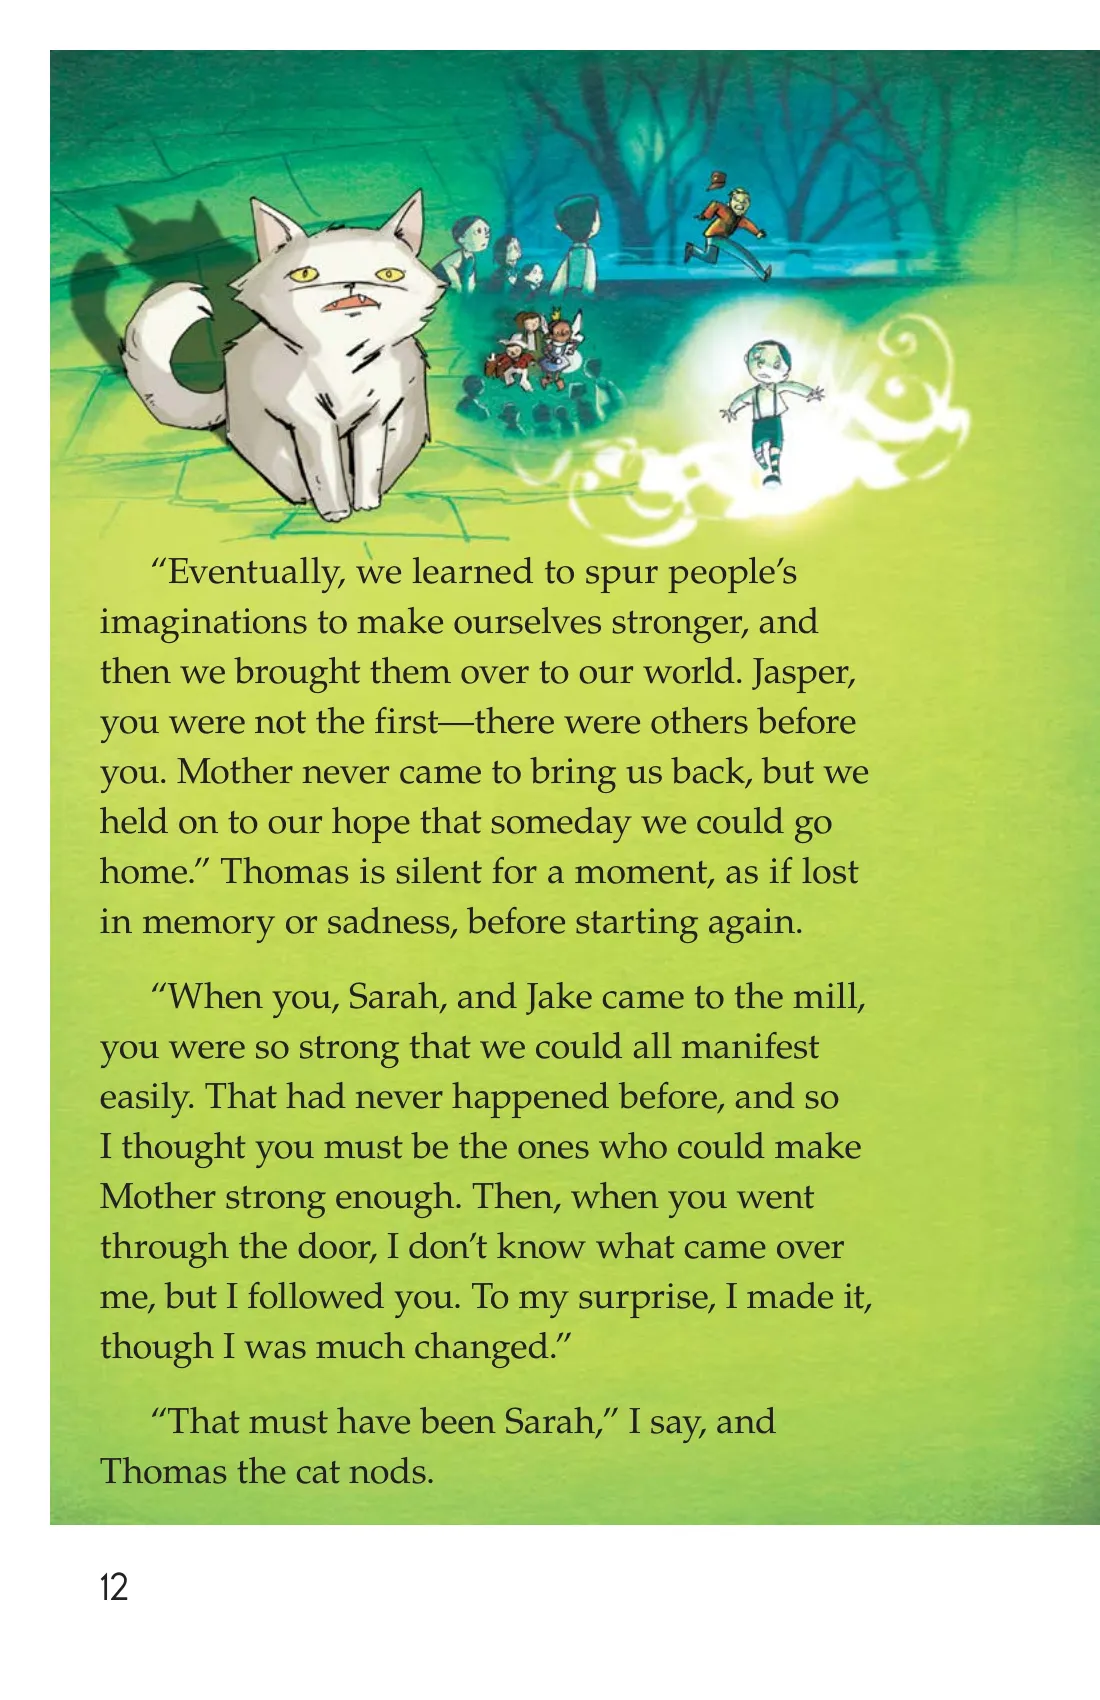 “Eventually, we learned to spur people’s
imaginations to make ourselves stronger, and
then we brought them over to our world. Jasper,
you were not the first—there were others before
you. Mother never came to bring us back, but we
held on to our hope that someday we could go
home.” Thomas is silent for a moment, as if lost
in memory or sadness, before starting again.
“When you, Sarah, and Jake came to the mill,
you were so strong that we could all manifest
easily. That had never happened before, and so
I thought you must be the ones who could make
Mother strong enough. Then, when you went
through the door, I don’t know what came over
me, but I followed you. To my surprise, I made it,
though I was much changed.”
“That must have been Sarah,” I say, and
Thomas the cat nods.
12